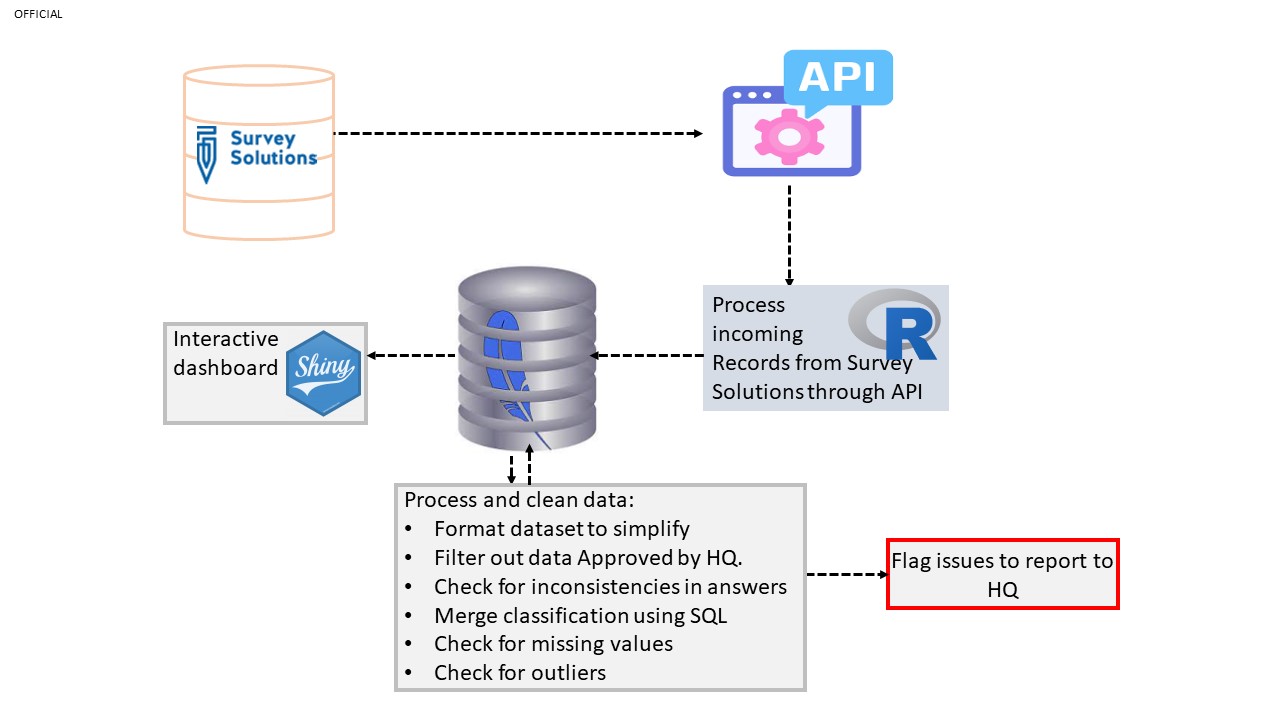 OFFICIAL
API
Survey
Solutions
Process
incoming
Records from Survey
Solutions through API
R
Interactive
dashboard
Shiny
Process and clean data:
• Format dataset to simplify
• Filter out data Approved by HQ.
• Check for inconsistencies in answers
• Merge classification using SQL
• Check for missing values
• Check for outliers
Flag issues to report to
HQ